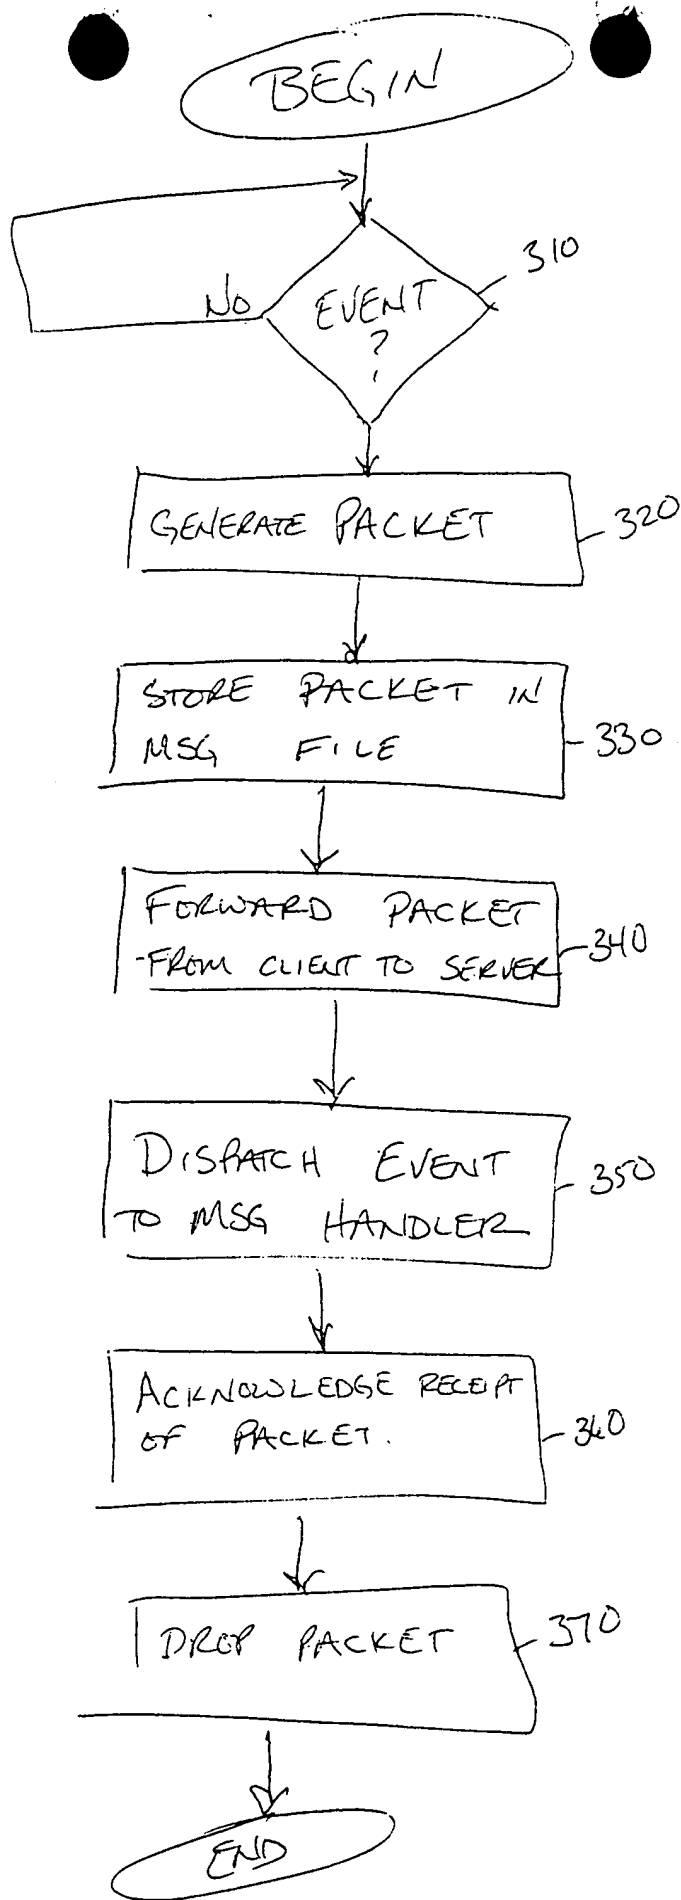 BEGIN
310
No
EVENT
?
GENERATE PACKET
320
STORE PACKET IN
MSG FILE
330
FORWARD PACKET
FROM CLIENT TO SERVER
340
DISPATCH EVENT
TO MSG HANDLER
350
ACKNOWLEDGE RECEIPT
OF PACKET.
360
DROP PACKET
370
END